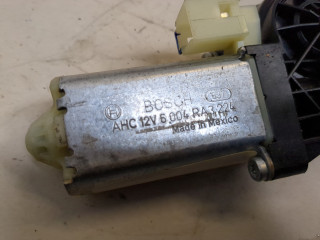 BOSCH
AHC 12V 6 004 RA3 224
Made in Mexico